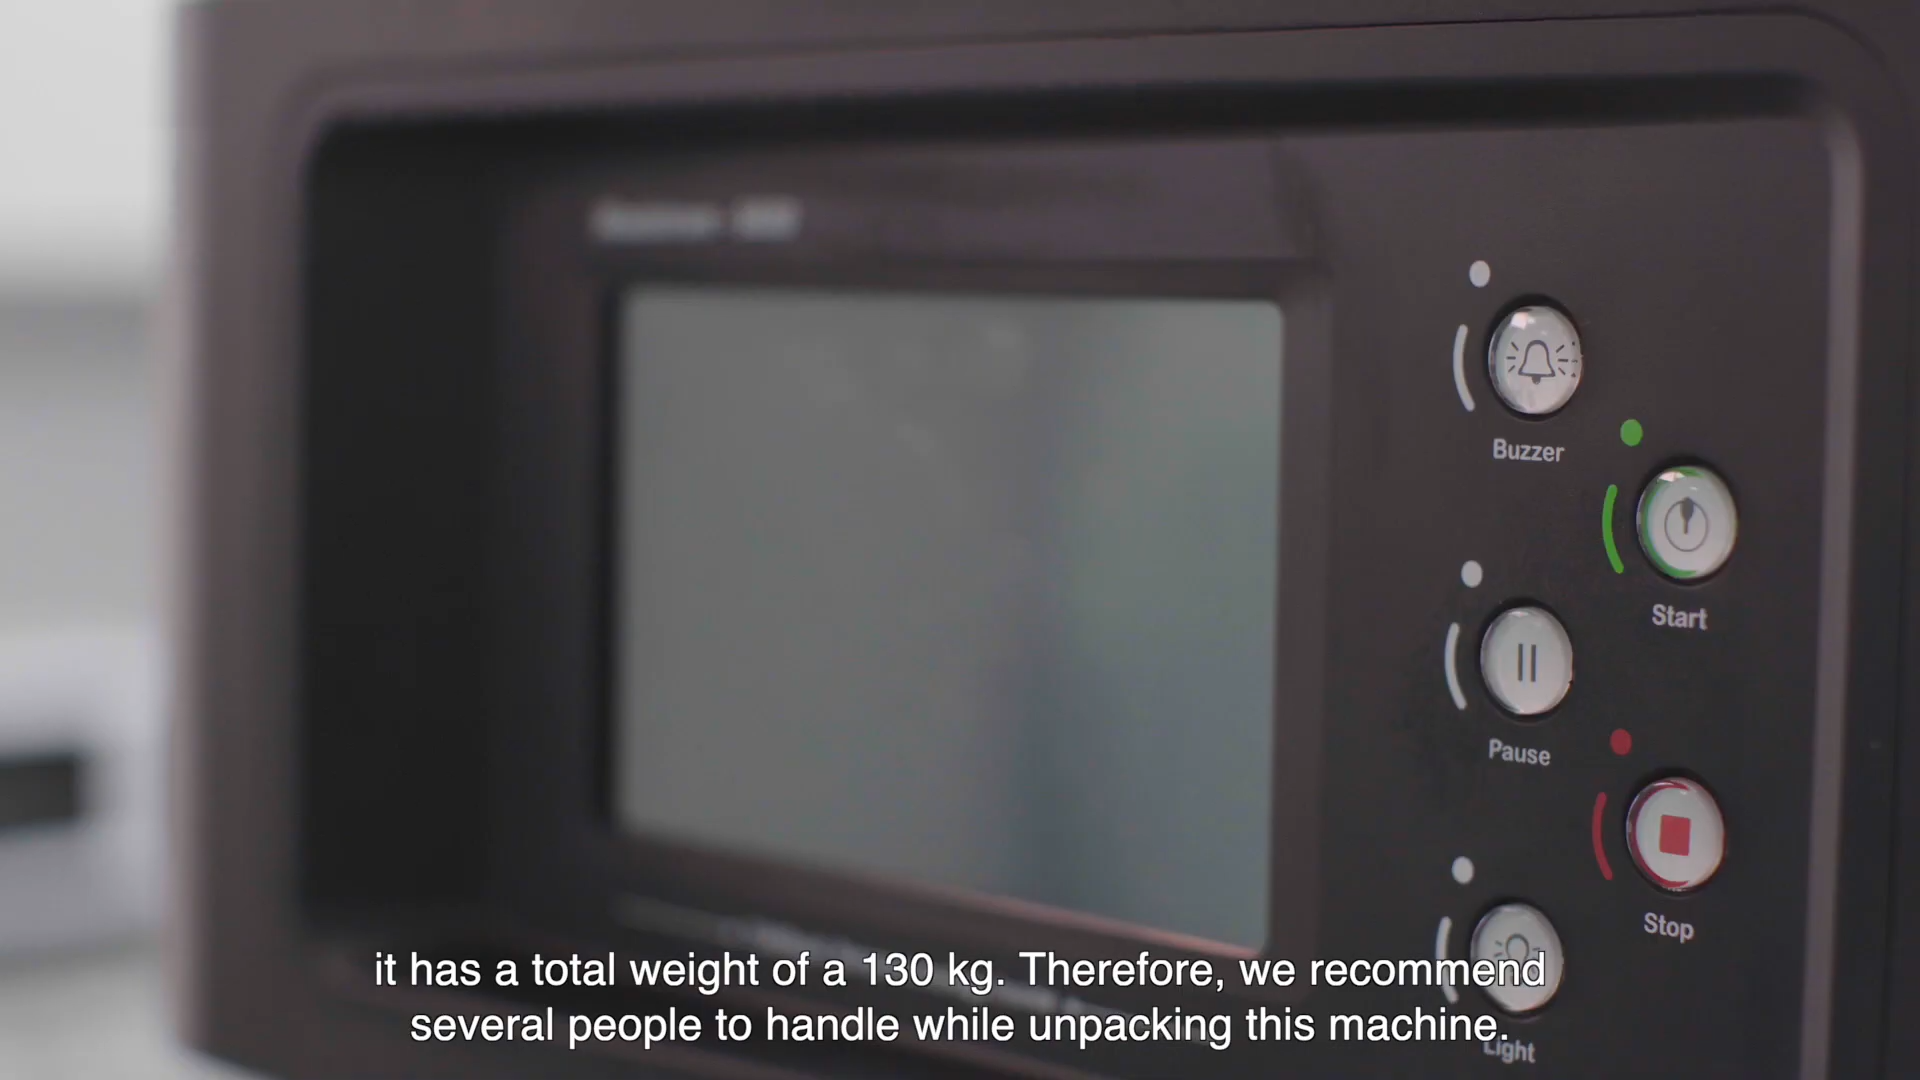 Buzzer
Start
Pause
Stop
Light
it has a total weight of a 130 kg. Therefore, we recommend
several people to handle while unpacking this machine.